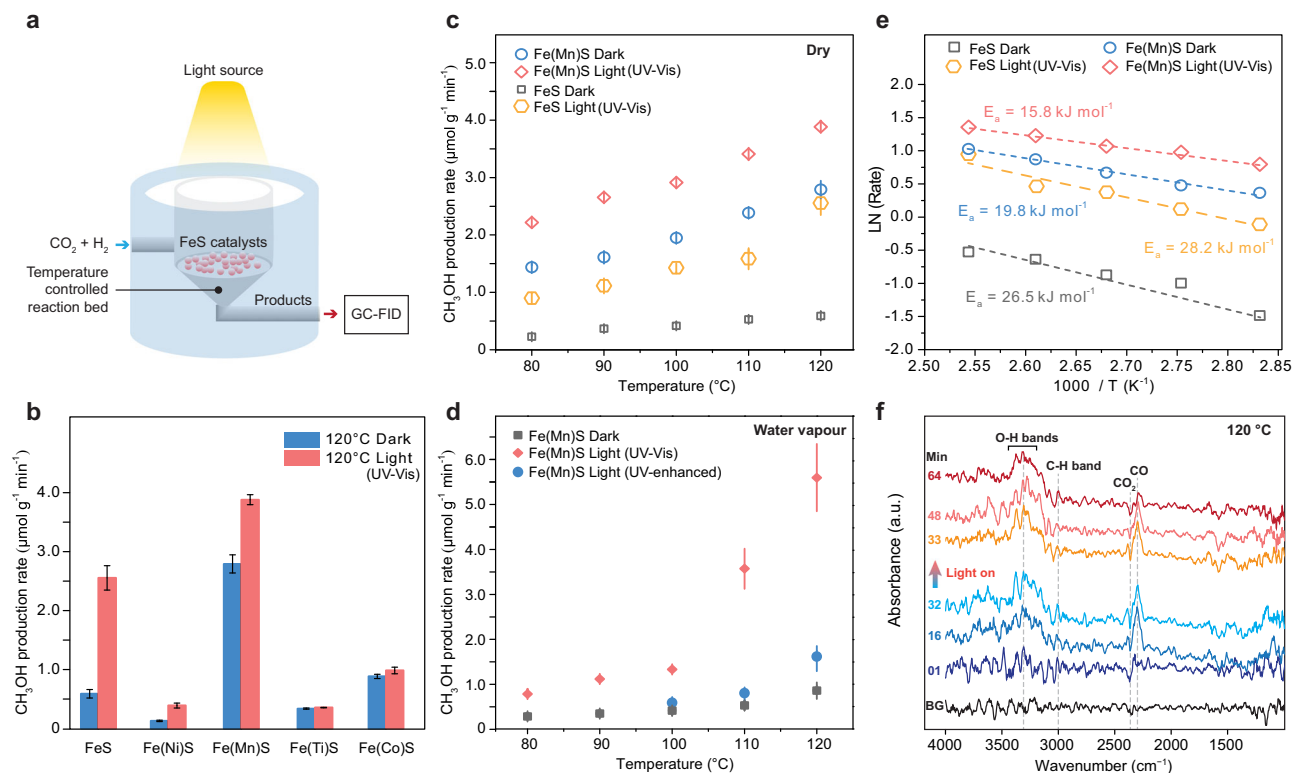 a
Light source
CO₂ + H₂
FeS catalysts
Temperature
controlled
reaction bed
Products
GC-FID
b
120°C Dark
120°C Light
(UV-Vis)
CH₃OH production rate (µmol g⁻¹ min⁻¹)
4.0
3.0
2.0
1.0
0
FeS
Fe(Ni)S
Fe(Mn)S
Fe(Ti)S
Fe(Co)S
c
Dry
Fe(Mn)S Dark
Fe(Mn)S Light (UV-Vis)
FeS Dark
FeS Light (UV-Vis)
CH₃OH production rate (µmol g⁻¹ min⁻¹)
5.0
4.0
3.0
2.0
1.0
0
80 90 100 110 120
Temperature (°C)
d
Water vapour
Fe(Mn)S Dark
Fe(Mn)S Light (UV-Vis)
Fe(Mn)S Light (UV-enhanced)
CH₃OH production rate (µmol g⁻¹ min⁻¹)
6.0
5.0
4.0
3.0
2.0
1.0
0
80 90 100 110 120
Temperature (°C)
e
FeS Dark
FeS Light (UV-Vis)
Fe(Mn)S Dark
Fe(Mn)S Light (UV-Vis)
LN (Rate)
2.0
1.5
1.0
0.5
0.0
-0.5
-1.0
-1.5
-2.0
Eₐ = 15.8 kJ mol⁻¹
Eₐ = 19.8 kJ mol⁻¹
Eₐ = 28.2 kJ mol⁻¹
Eₐ = 26.5 kJ mol⁻¹
2.50 2.55 2.60 2.65 2.70 2.75 2.80 2.85
1000 / T (K⁻¹)
f
120 °C
O-H bands
C-H band
CO₂
CO
Min
64
48
33
Light on
32
16
01
BG
Absorbance (a.u.)
4000 3500 3000 2500 2000 1500
Wavenumber (cm⁻¹)